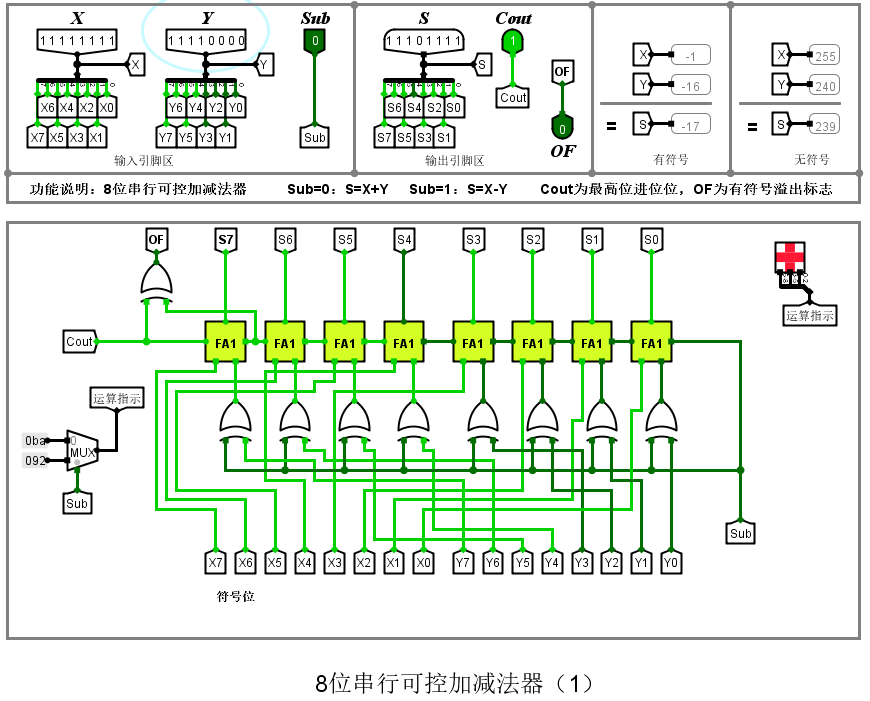 X Y Sub S Cout
11111111 11110000 0 11101111 1
X Y S OF X -1 X 255
7 0 7 0 7 0 Cout Y -16 Y 240
X6 X4 X2 X0 Y6 Y4 Y2 Y0 S6 S4 S2 S0 0
X7 X5 X3 X1 Y7 Y5 Y3 Y1 Sub S7 S5 S3 S1 OF = S -17 = S 239
输入引脚区 输出引脚区 有符号 无符号
功能说明：8位串行可控加减法器 Sub=0：S=X+Y Sub=1：S=X-Y Cout为最高位进位位，OF为有符号溢出标志
OF S7 S6 S5 S4 S3 S2 S1 S0
运算指示
Cout FA1 FA1 FA1 FA1 FA1 FA1 FA1 FA1
运算指示
0ba 0
092 MUX
Sub
Sub
X7 X6 X5 X4 X3 X2 X1 X0 Y7 Y6 Y5 Y4 Y3 Y2 Y1 Y0
符号位
8位串行可控加减法器（1）